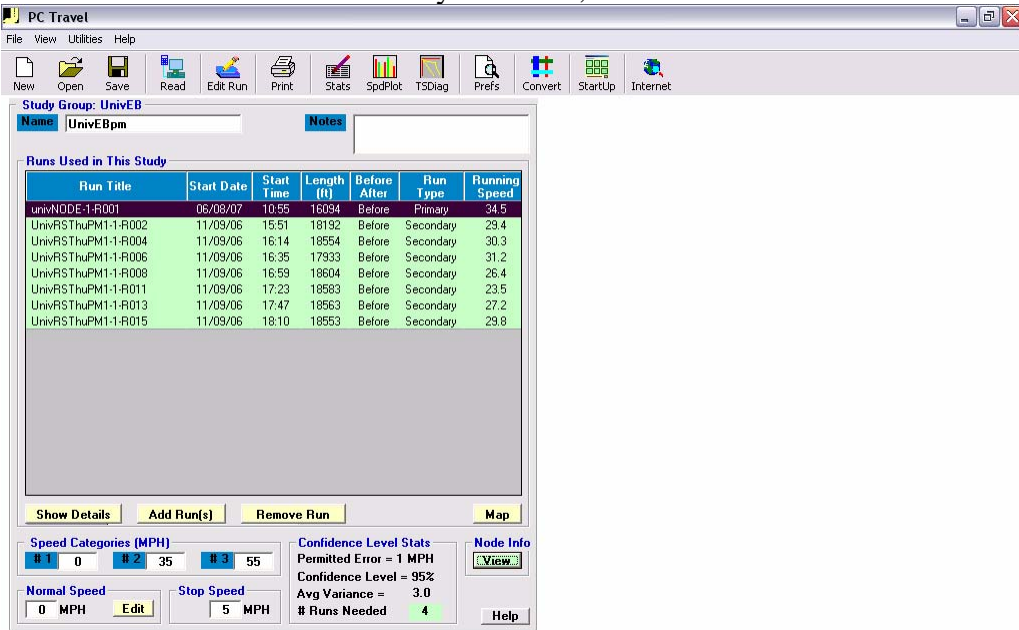 PC Travel
File View Utilities Help
New Open Save Read Edit Run Print Stats SpdPlot TSDiag Prefs Convert StartUp Internet
Study Group: UnivEB
Name UnivEBpm Notes
Runs Used in This Study
Run Title Start Date Start Time Length (ft) Before After Run Type Running Speed
univNODE-1-R001 06/08/07 10:55 16094 Before Primary 34.5
UnivRSThuPM1-1-R002 11/09/06 15:51 18192 Before Secondary 29.4
UnivRSThuPM1-1-R004 11/09/06 16:14 18554 Before Secondary 30.3
UnivRSThuPM1-1-R006 11/09/06 16:35 17933 Before Secondary 31.2
UnivRSThuPM1-1-R008 11/09/06 16:59 18604 Before Secondary 26.4
UnivRSThuPM1-1-R011 11/09/06 17:23 18583 Before Secondary 23.5
UnivRSThuPM1-1-R013 11/09/06 17:47 18563 Before Secondary 27.2
UnivRSThuPM1-1-R015 11/09/06 18:10 18553 Before Secondary 29.8
Show Details Add Run(s) Remove Run Map
Speed Categories (MPH)
# 1 0 # 2 35 # 3 55
Normal Speed
0 MPH Edit
Stop Speed
5 MPH
Confidence Level Stats
Permitted Error = 1 MPH
Confidence Level = 95%
Avg Variance = 3.0
# Runs Needed 4
Node Info
View
Help